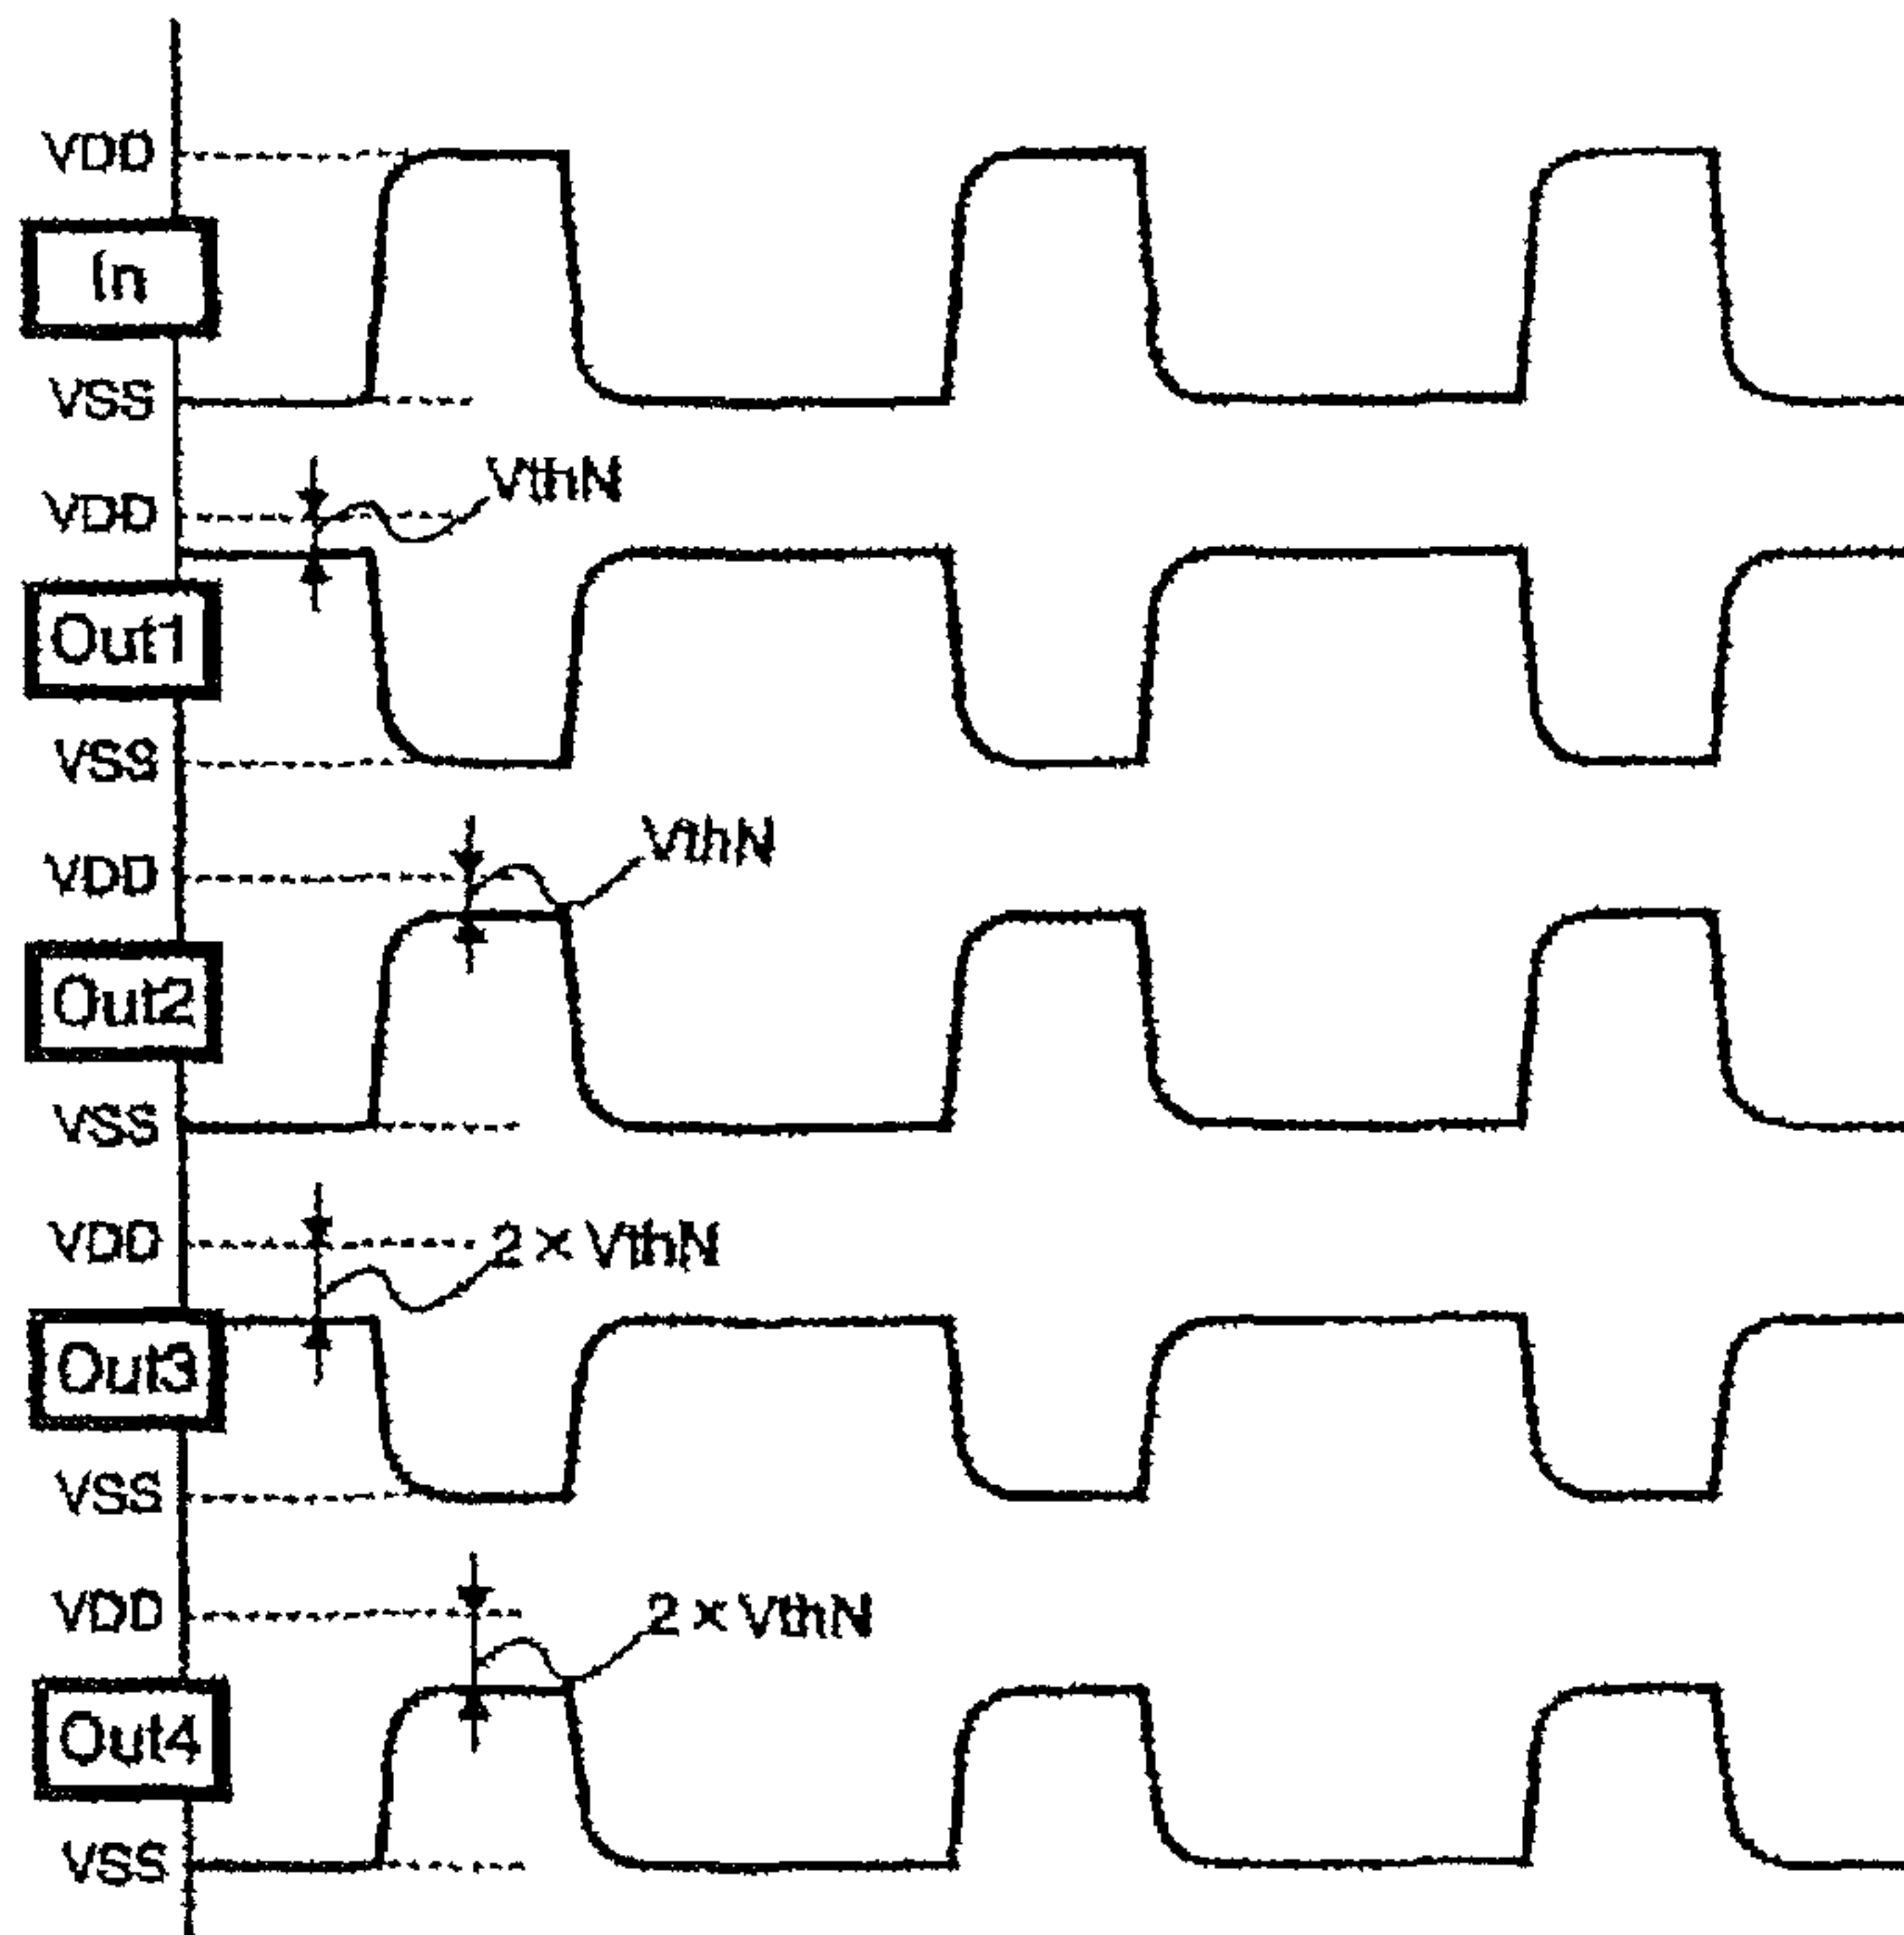 VDD
In
VSS
VthN
VDD
Out1
VSS
VthN
VDD
Out2
VSS
VDD
2 x VthN
Out3
VSS
VDD
2 x VthN
Out4
VSS